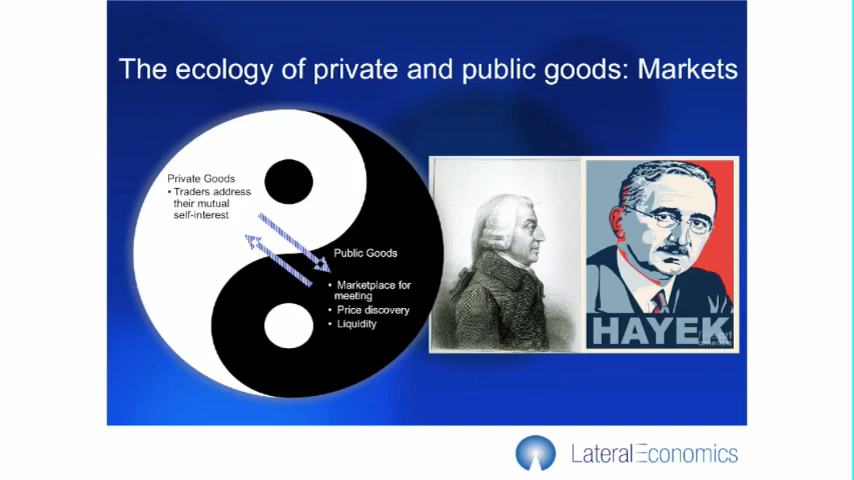 The ecology of private and public goods: Markets
Private Goods
• Traders address
their mutual
self-interest
Public Goods
• Marketplace for
meeting
• Price discovery
• Liquidity
HAYEK
LateralEconomics